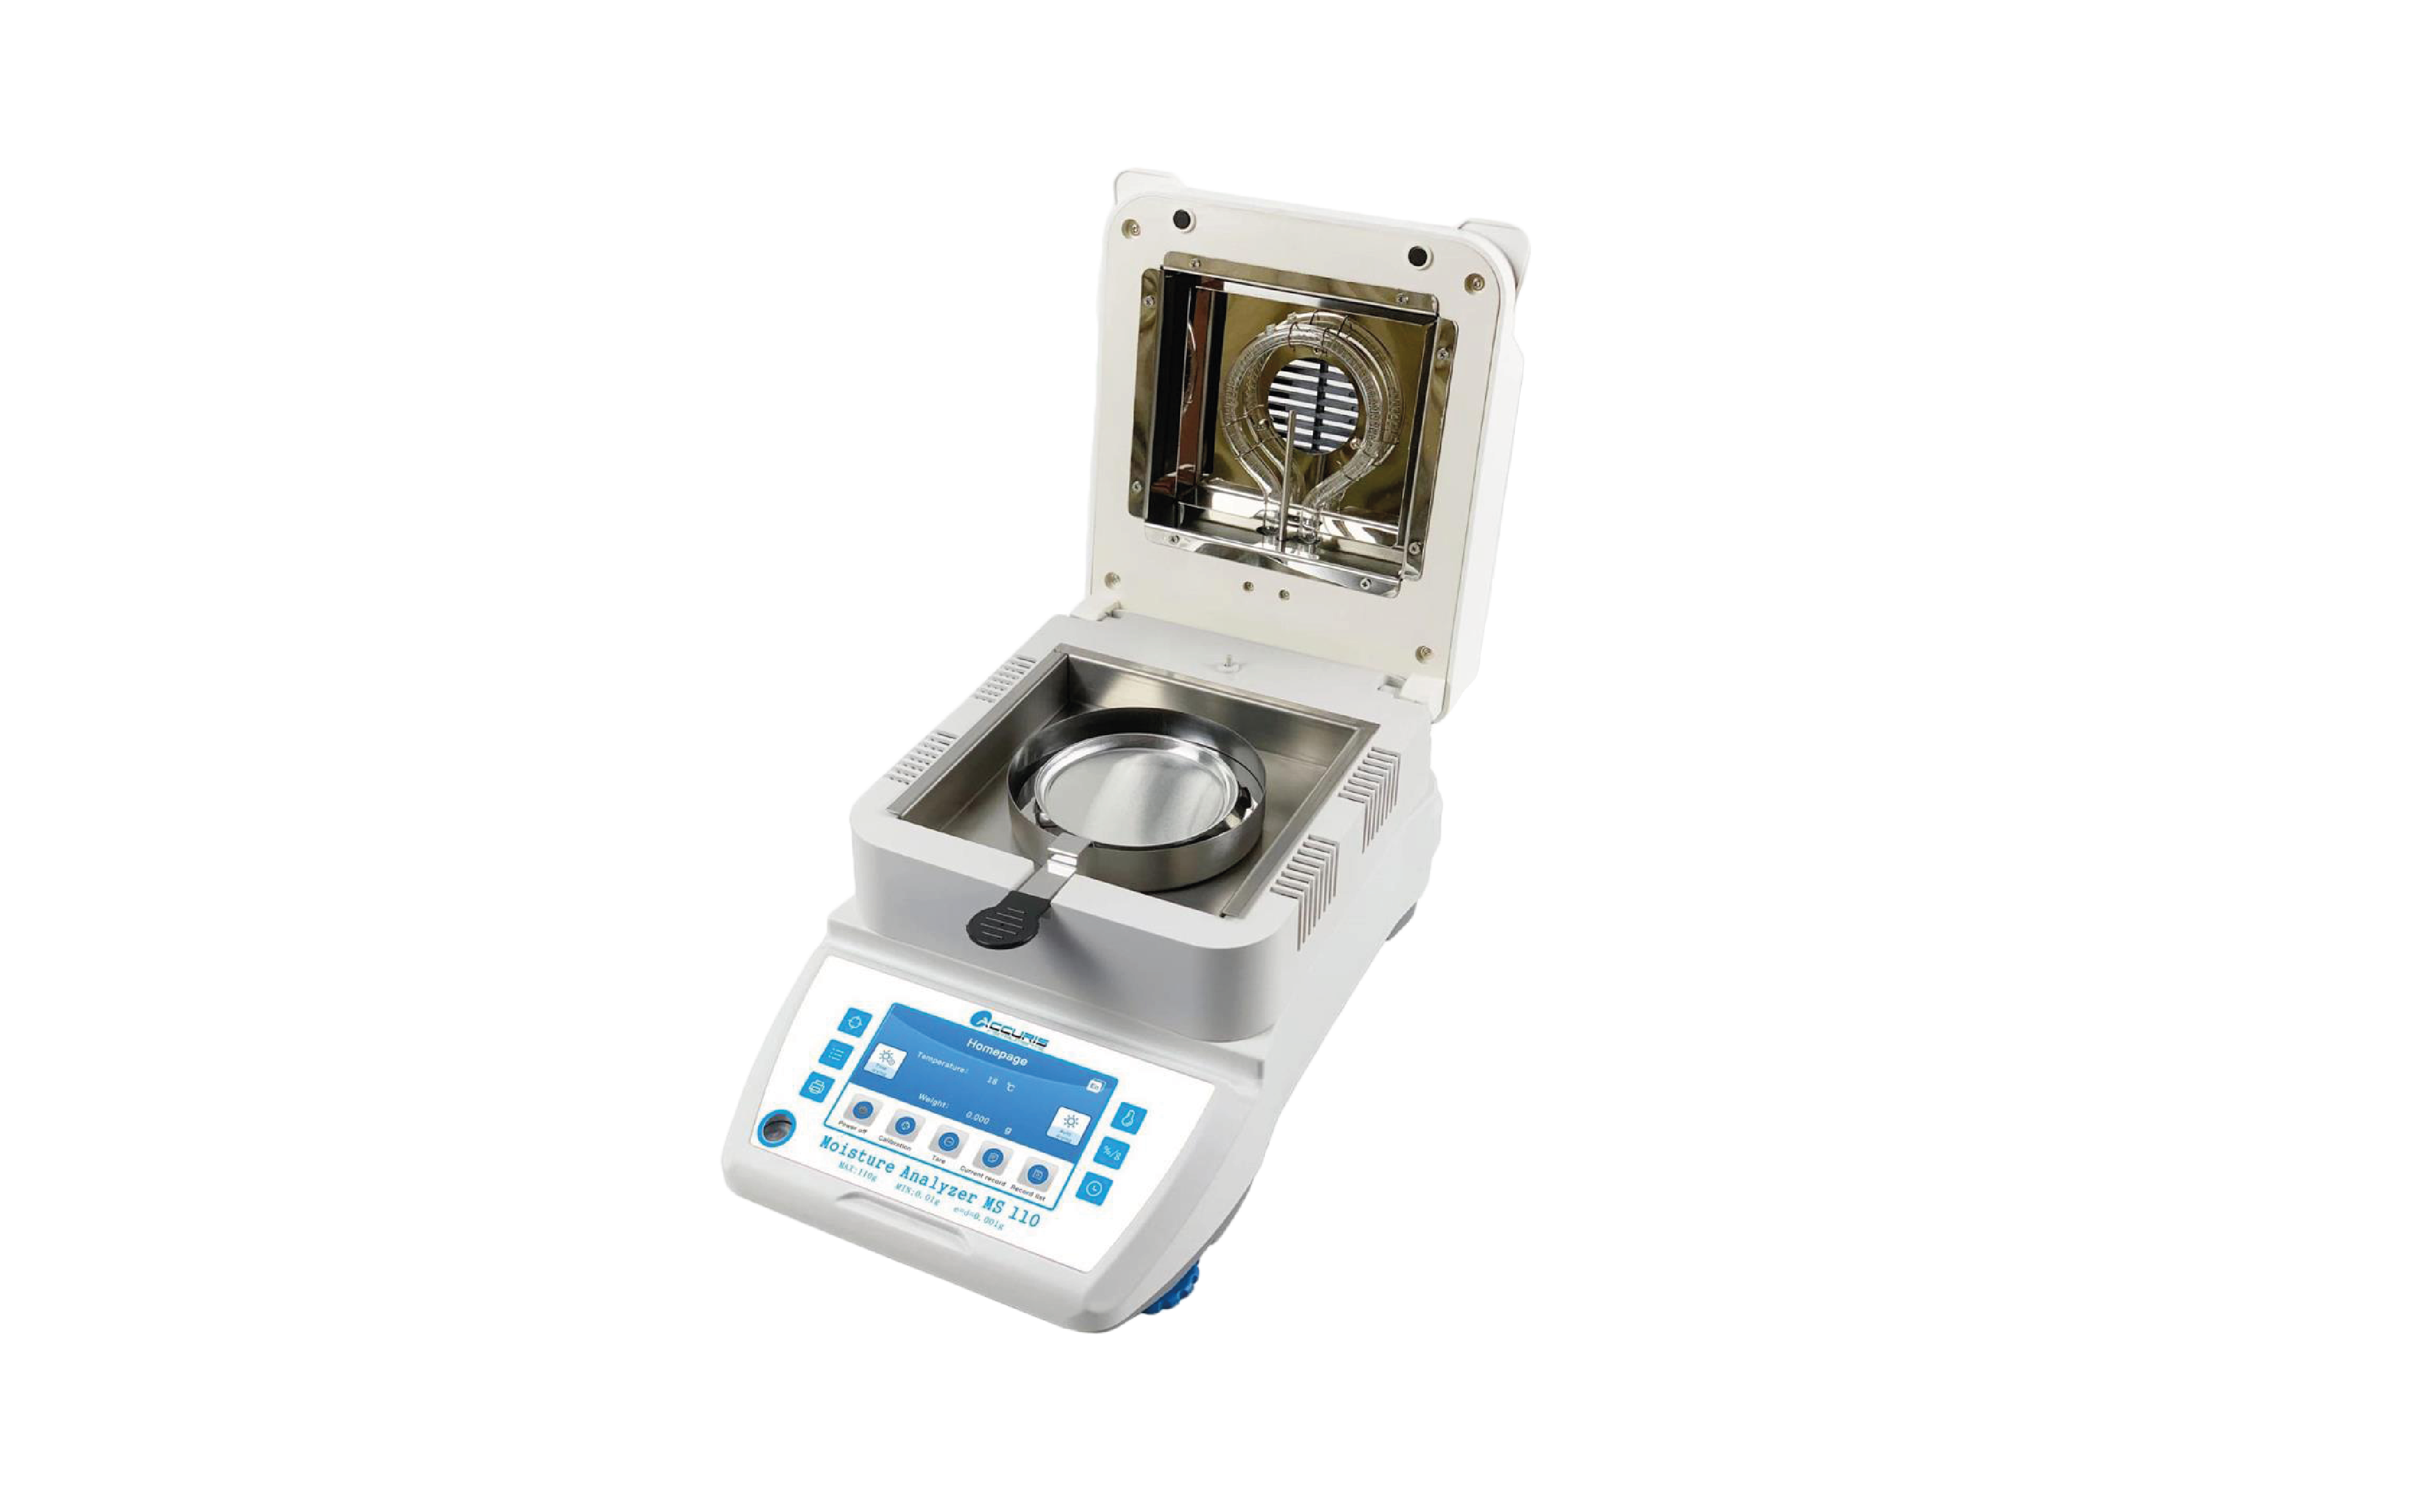 ACCURIS
Homepage
En
Temperature: 18 ℃
Weight: 0.000 g
Power off
Calibration
Tare
Current record
Record list
Moisture Analyzer MS 110
MAX:110g MIN:0.01g e=d=0.001g
%/g